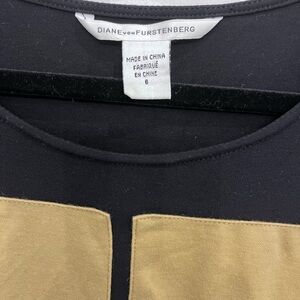 DIANE VON FURSTENBERG
MADE IN CHINA
FABRIQUÉ
EN CHINE
6